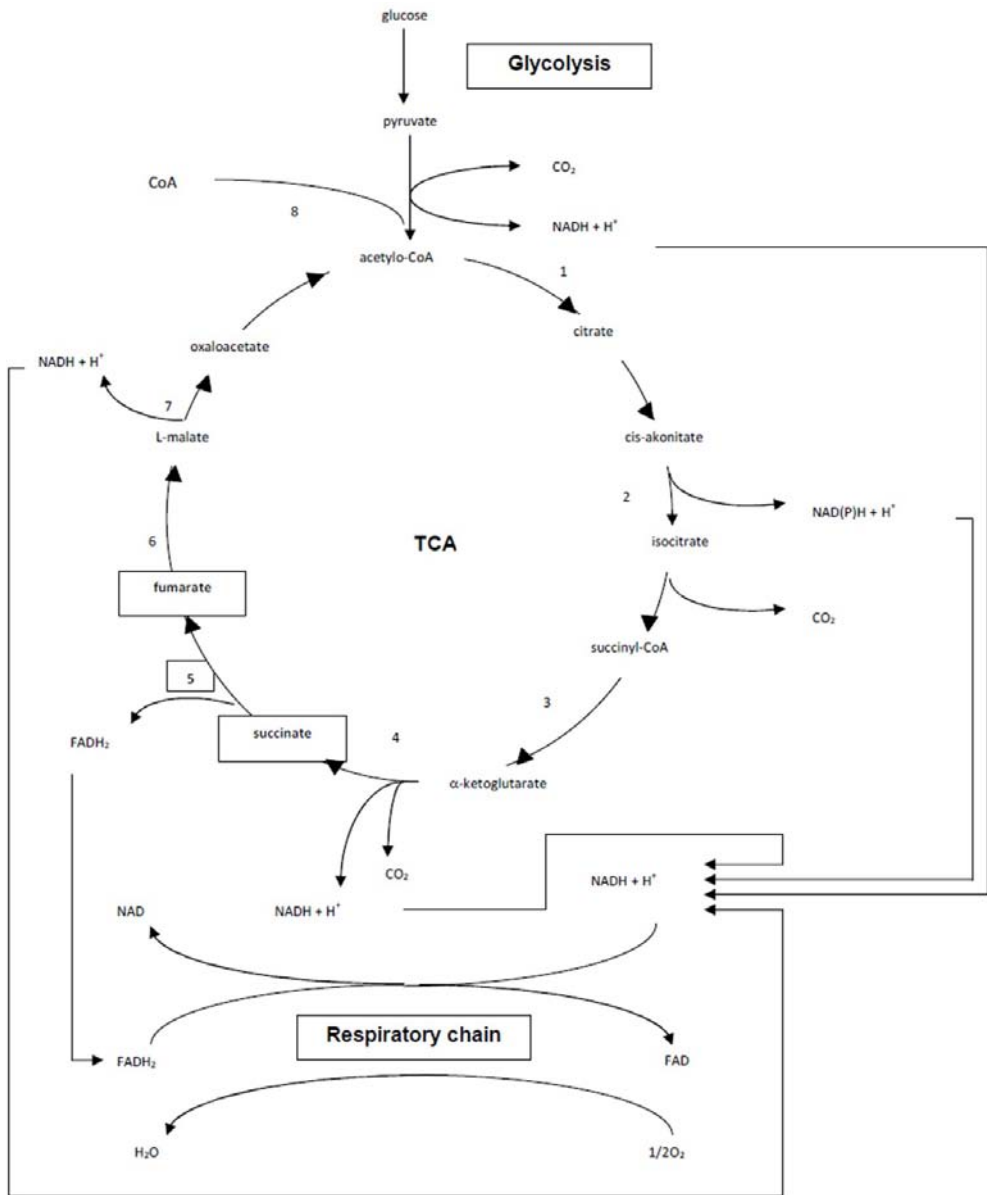 glucose
Glycolysis
pyruvate
CO₂
CoA
8
NADH + H⁺
acetylo-CoA
1
citrate
oxaloacetate
NADH + H⁺
7
L-malate
cis-akonitate
2
NAD(P)H + H⁺
TCA
isocitrate
6
fumarate
CO₂
succinyl-CoA
5
3
succinate
4
FADH₂
α-ketoglutarate
CO₂
NADH + H⁺
NAD
NADH + H⁺
Respiratory chain
FADH₂
FAD
H₂O
1/2O₂